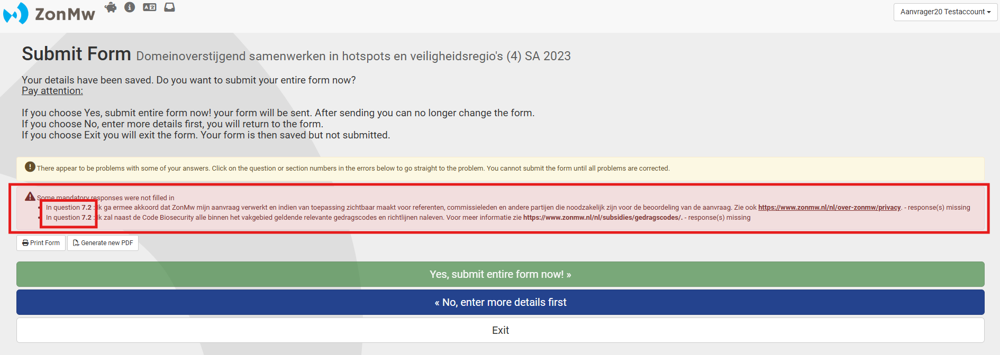 ZonMw
Aanvrager20 Testaccount
Submit Form Domeinoverstijgend samenwerken in hotspots en veiligheidsregio's (4) SA 2023
Your details have been saved. Do you want to submit your entire form now?
Pay attention:
If you choose Yes, submit entire form now! your form will be sent. After sending you can no longer change the form.
If you choose No, enter more details first, you will return to the form.
If you choose Exit you will exit the form. Your form is then saved but not submitted.
There appear to be problems with some of your answers. Click on the question or section numbers in the errors below to go straight to the problem. You cannot submit the form until all problems are corrected.
Some mandatory responses were not filled in
In question 7.2 : Ik ga ermee akkoord dat ZonMw mijn aanvraag verwerkt en indien van toepassing zichtbaar maakt voor referenten, commissieleden en andere partijen die noodzakelijk zijn voor de beoordeling van de aanvraag. Zie ook https://www.zonmw.nl/nl/over-zonmw/privacy. - response(s) missing
In question 7.2 : Ik zal naast de Code Biosecurity alle binnen het vakgebied geldende relevante gedragscodes en richtlijnen naleven. Voor meer informatie zie https://www.zonmw.nl/nl/subsidies/gedragscodes/. - response(s) missing
Print Form Generate new PDF
Yes, submit entire form now! »
« No, enter more details first
Exit